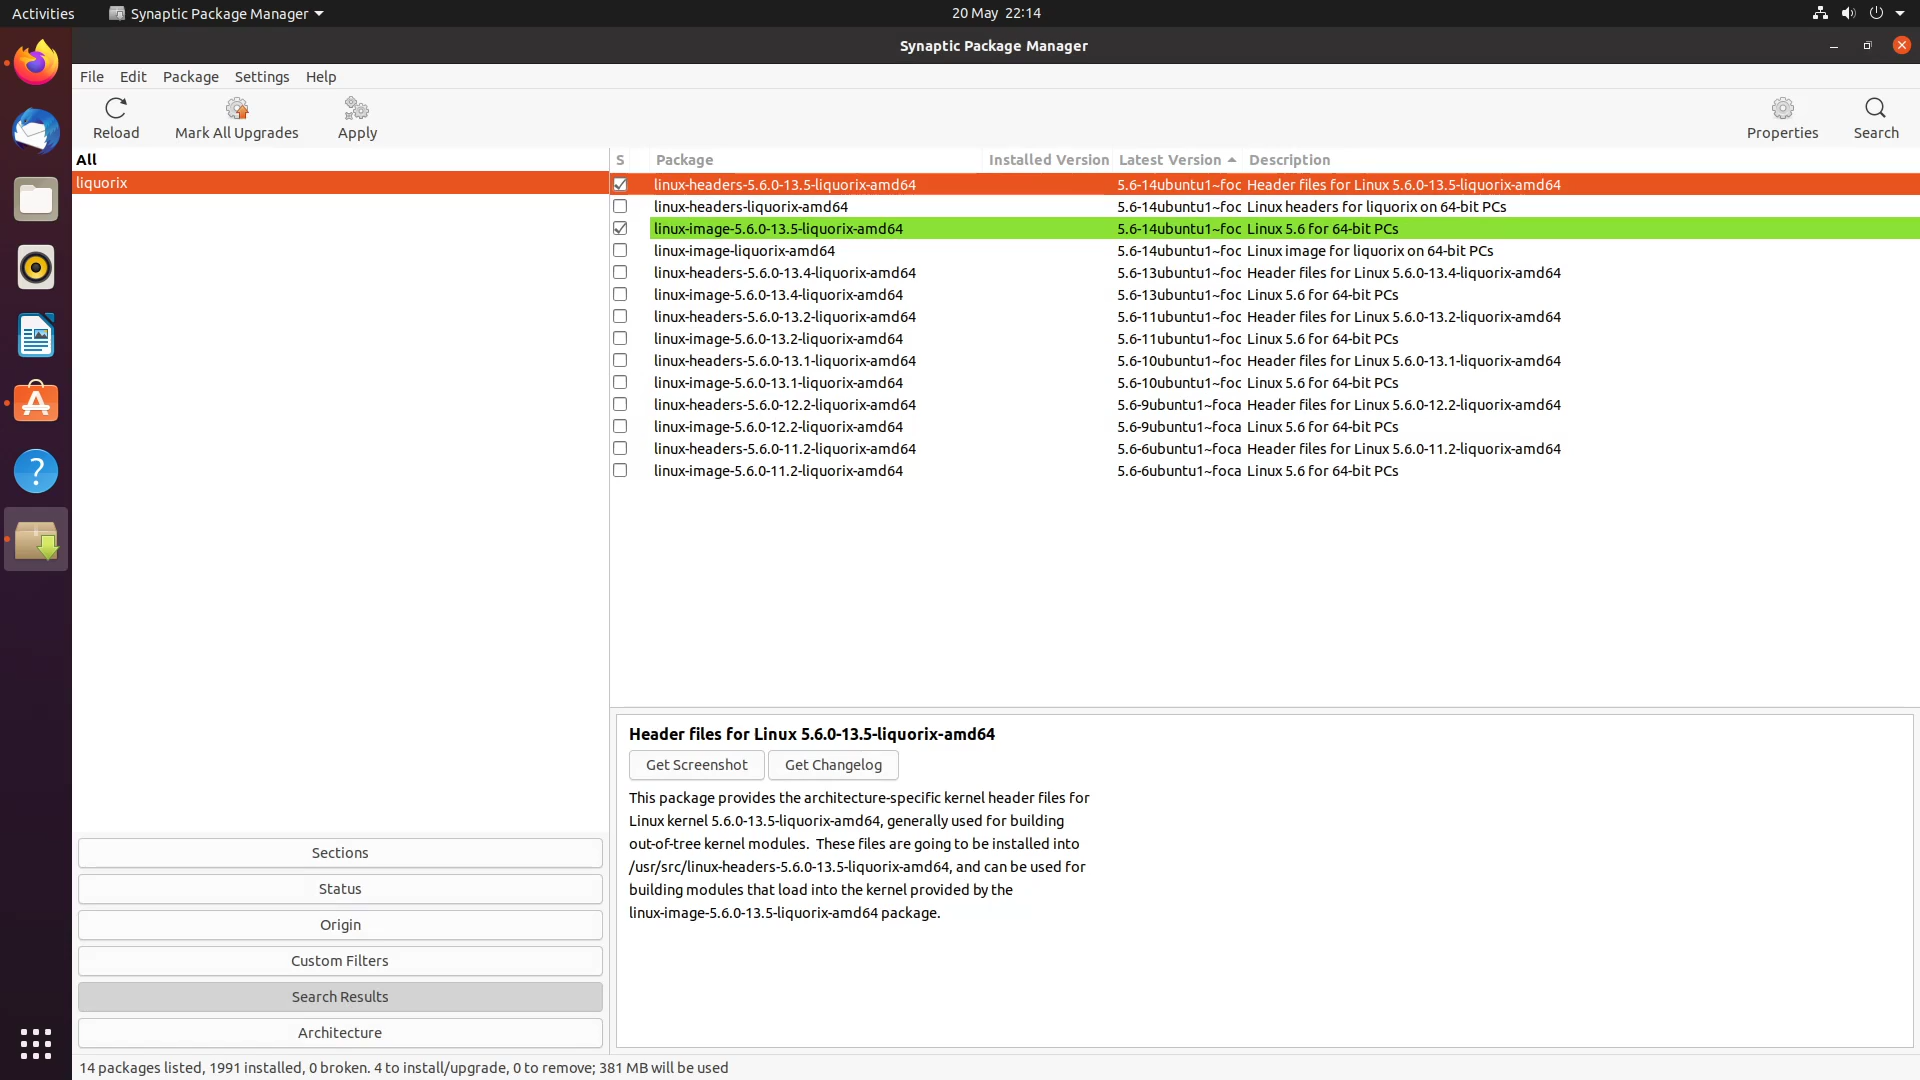 Activities Synaptic Package Manager 20 May 22:14
Synaptic Package Manager
File Edit Package Settings Help
Reload Mark All Upgrades Apply Properties Search
All
liquorix
S Package Installed Version Latest Version Description
linux-headers-5.6.0-13.5-liquorix-amd64 5.6-14ubuntu1~foc Header files for Linux 5.6.0-13.5-liquorix-amd64
linux-headers-liquorix-amd64 5.6-14ubuntu1~foc Linux headers for liquorix on 64-bit PCs
linux-image-5.6.0-13.5-liquorix-amd64 5.6-14ubuntu1~foc Linux 5.6 for 64-bit PCs
linux-image-liquorix-amd64 5.6-14ubuntu1~foc Linux image for liquorix on 64-bit PCs
linux-headers-5.6.0-13.4-liquorix-amd64 5.6-13ubuntu1~foc Header files for Linux 5.6.0-13.4-liquorix-amd64
linux-image-5.6.0-13.4-liquorix-amd64 5.6-13ubuntu1~foc Linux 5.6 for 64-bit PCs
linux-headers-5.6.0-13.2-liquorix-amd64 5.6-11ubuntu1~foc Header files for Linux 5.6.0-13.2-liquorix-amd64
linux-image-5.6.0-13.2-liquorix-amd64 5.6-11ubuntu1~foc Linux 5.6 for 64-bit PCs
linux-headers-5.6.0-13.1-liquorix-amd64 5.6-10ubuntu1~foc Header files for Linux 5.6.0-13.1-liquorix-amd64
linux-image-5.6.0-13.1-liquorix-amd64 5.6-10ubuntu1~foc Linux 5.6 for 64-bit PCs
linux-headers-5.6.0-12.2-liquorix-amd64 5.6-9ubuntu1~foca Header files for Linux 5.6.0-12.2-liquorix-amd64
linux-image-5.6.0-12.2-liquorix-amd64 5.6-9ubuntu1~foca Linux 5.6 for 64-bit PCs
linux-headers-5.6.0-11.2-liquorix-amd64 5.6-6ubuntu1~foca Header files for Linux 5.6.0-11.2-liquorix-amd64
linux-image-5.6.0-11.2-liquorix-amd64 5.6-6ubuntu1~foca Linux 5.6 for 64-bit PCs
Header files for Linux 5.6.0-13.5-liquorix-amd64
Get Screenshot Get Changelog
This package provides the architecture-specific kernel header files for
Linux kernel 5.6.0-13.5-liquorix-amd64, generally used for building
out-of-tree kernel modules. These files are going to be installed into
/usr/src/linux-headers-5.6.0-13.5-liquorix-amd64, and can be used for
building modules that load into the kernel provided by the
linux-image-5.6.0-13.5-liquorix-amd64 package.
Sections
Status
Origin
Custom Filters
Search Results
Architecture
14 packages listed, 1991 installed, 0 broken. 4 to install/upgrade, 0 to remove; 381 MB will be used